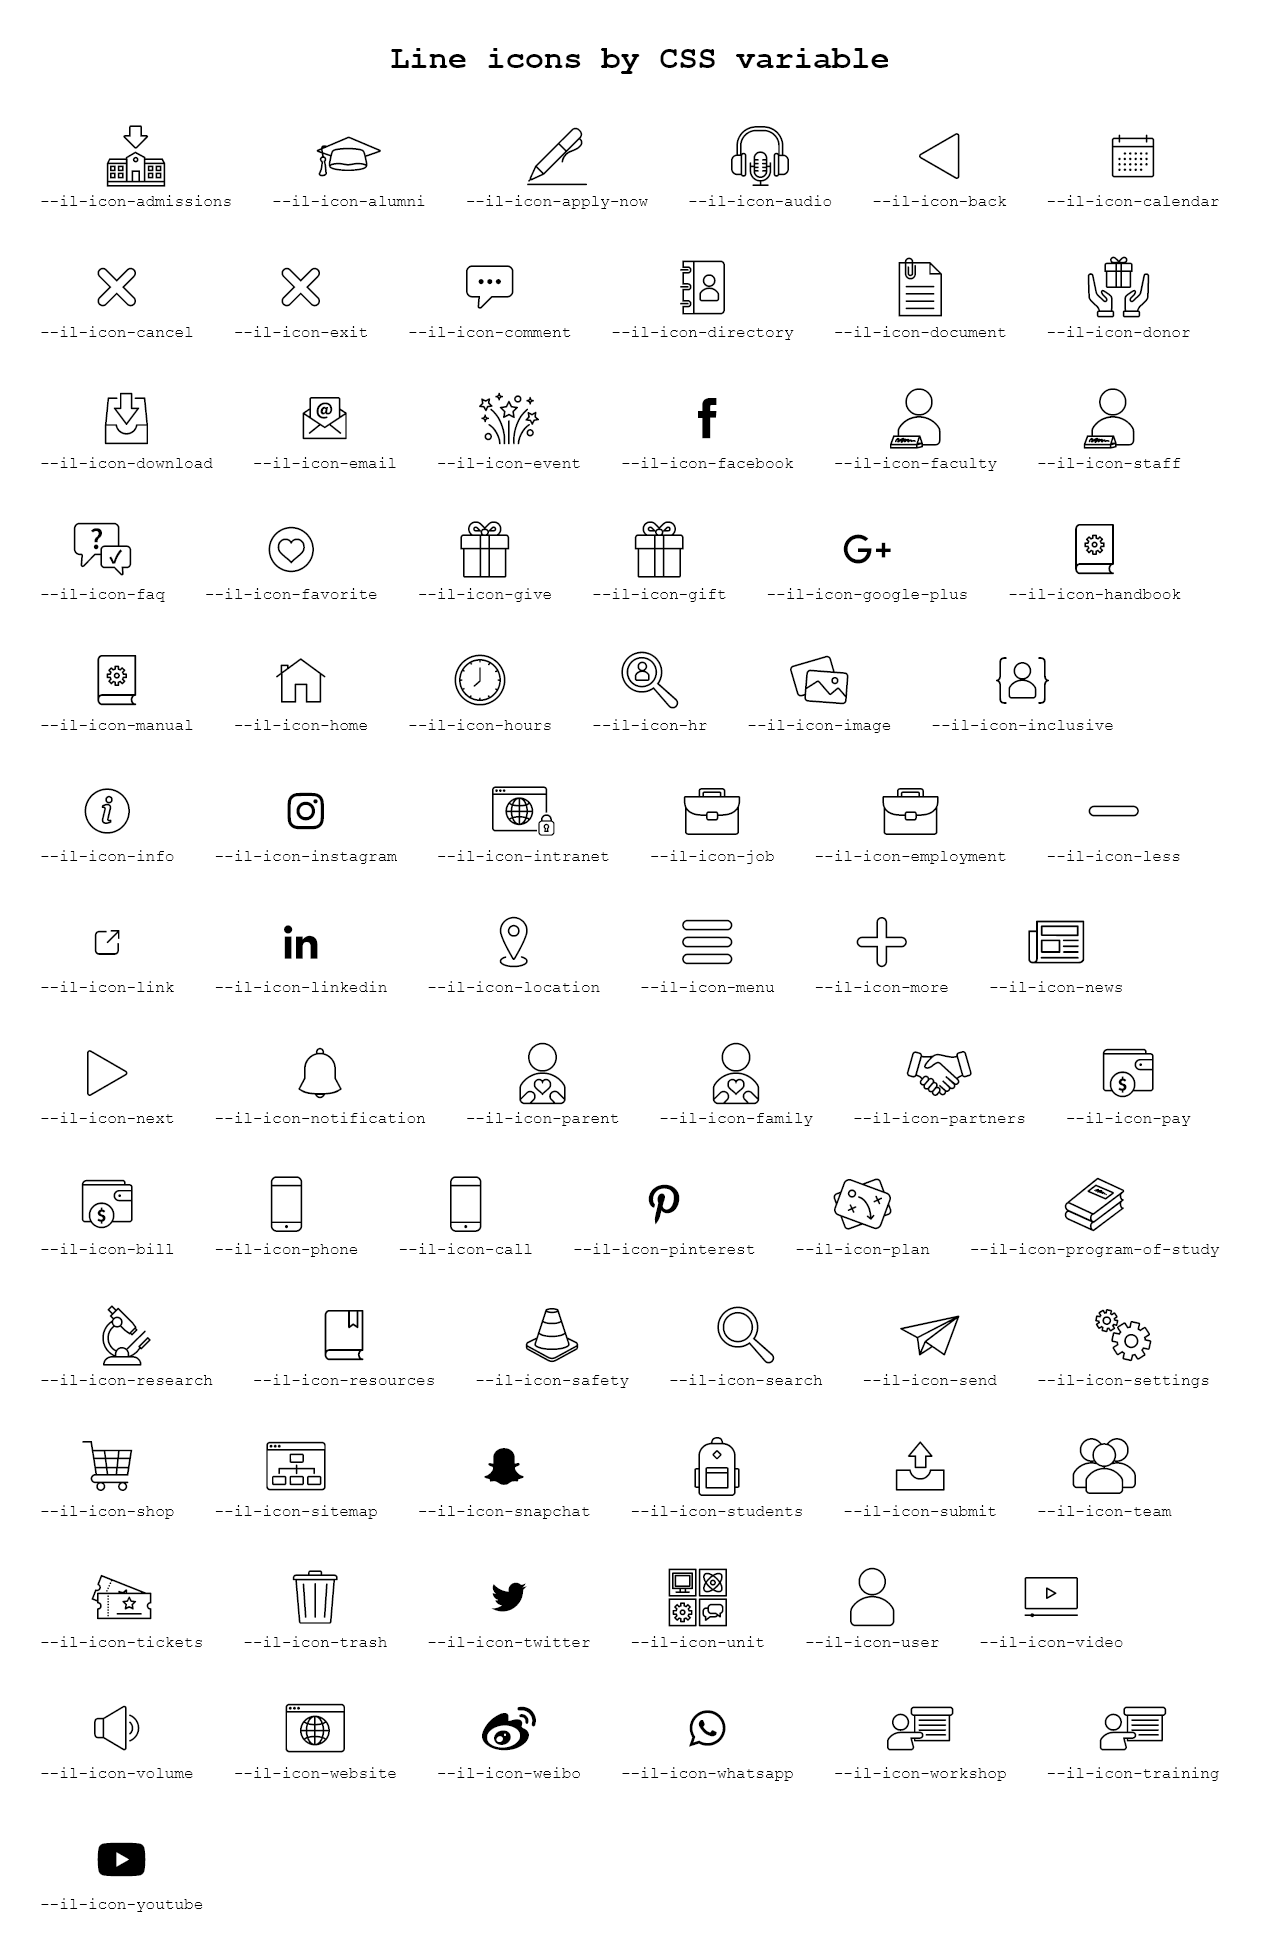 Line icons by CSS variable
--il-icon-admissions --il-icon-alumni --il-icon-apply-now --il-icon-audio --il-icon-back --il-icon-calendar
--il-icon-cancel --il-icon-exit --il-icon-comment --il-icon-directory --il-icon-document --il-icon-donor
@
--il-icon-download --il-icon-email --il-icon-event --il-icon-facebook --il-icon-faculty --il-icon-staff
? G+
--il-icon-faq --il-icon-favorite --il-icon-give --il-icon-gift --il-icon-google-plus --il-icon-handbook
--il-icon-manual --il-icon-home --il-icon-hours --il-icon-hr --il-icon-image --il-icon-inclusive
i
--il-icon-info --il-icon-instagram --il-icon-intranet --il-icon-job --il-icon-employment --il-icon-less
in
--il-icon-link --il-icon-linkedin --il-icon-location --il-icon-menu --il-icon-more --il-icon-news
$
--il-icon-next --il-icon-notification --il-icon-parent --il-icon-family --il-icon-partners --il-icon-pay
$
--il-icon-bill --il-icon-phone --il-icon-call --il-icon-pinterest --il-icon-plan --il-icon-program-of-study
--il-icon-research --il-icon-resources --il-icon-safety --il-icon-search --il-icon-send --il-icon-settings
--il-icon-shop --il-icon-sitemap --il-icon-snapchat --il-icon-students --il-icon-submit --il-icon-team
--il-icon-tickets --il-icon-trash --il-icon-twitter --il-icon-unit --il-icon-user --il-icon-video
--il-icon-volume --il-icon-website --il-icon-weibo --il-icon-whatsapp --il-icon-workshop --il-icon-training
--il-icon-youtube